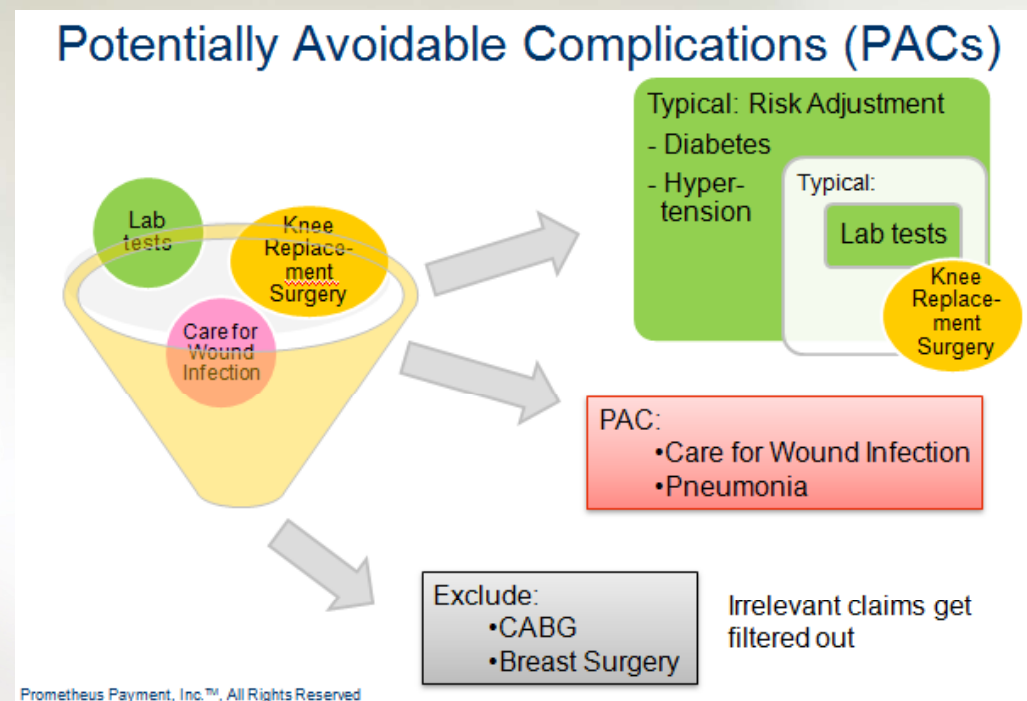 Potentially Avoidable Complications (PACs)
Lab
tests
Knee
Replace-
ment
Surgery
Care for
Wound
Infection
Typical: Risk Adjustment
- Diabetes
- Hyper-
tension
Typical:
Lab tests
Knee
Replace-
ment
Surgery
PAC:
•Care for Wound Infection
•Pneumonia
Exclude:
•CABG
•Breast Surgery
Irrelevant claims get
filtered out
Prometheus Payment, Inc.™, All Rights Reserved